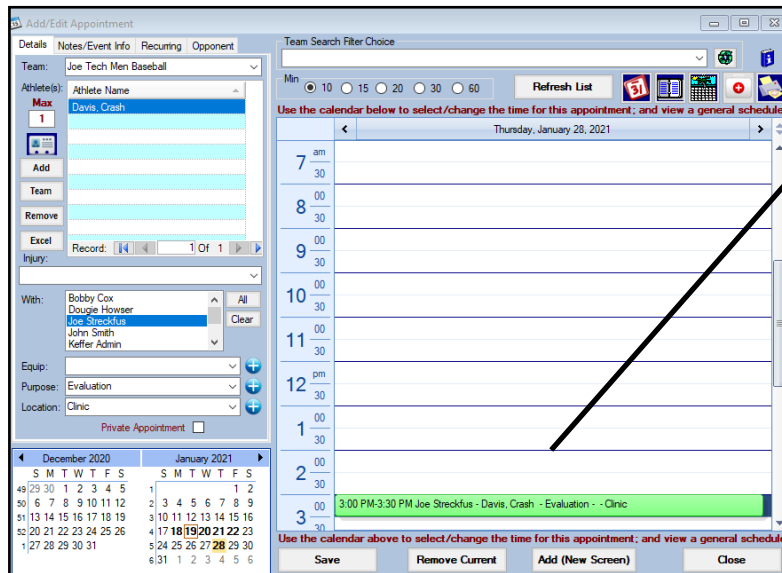 Add/Edit Appointment
Details Notes/Event Info Recurring Opponent
Team: Joe Tech Men Baseball
Athlete(s): Athlete Name
Max
1
Davis, Crash
Add
Team
Remove
Excel
Record: 1 Of 1
Injury:
With: Bobby Cox
Dougie Howser
Joe Streckfus
John Smith
Keffer Admin
All
Clear
Equip:
Purpose: Evaluation
Location: Clinic
Private Appointment
December 2020
S M T W T F S
49 29 30 1 2 3 4 5
50 6 7 8 9 10 11 12
51 13 14 15 16 17 18 19
52 20 21 22 23 24 25 26
1 27 28 29 30 31
January 2021
S M T W T F S
1 1 2
2 3 4 5 6 7 8 9
3 10 11 12 13 14 15 16
4 17 18 19 20 21 22 23
5 24 25 26 27 28 29 30
6 31 1 2 3 4 5 6
Team Search Filter Choice
Min 10 15 20 30 60
Refresh List
31
Use the calendar below to select/change the time for this appointment; and view a general schedule
Thursday, January 28, 2021
7 am
30
8 00
30
9 00
30
10 00
30
11 00
30
12 pm
30
1 00
30
2 00
30
3 00
30
3:00 PM-3:30 PM Joe Streckfus - Davis, Crash - Evaluation - - Clinic
Use the calendar above to select/change the time for this appointment; and view a general schedule
Save Remove Current Add (New Screen) Close